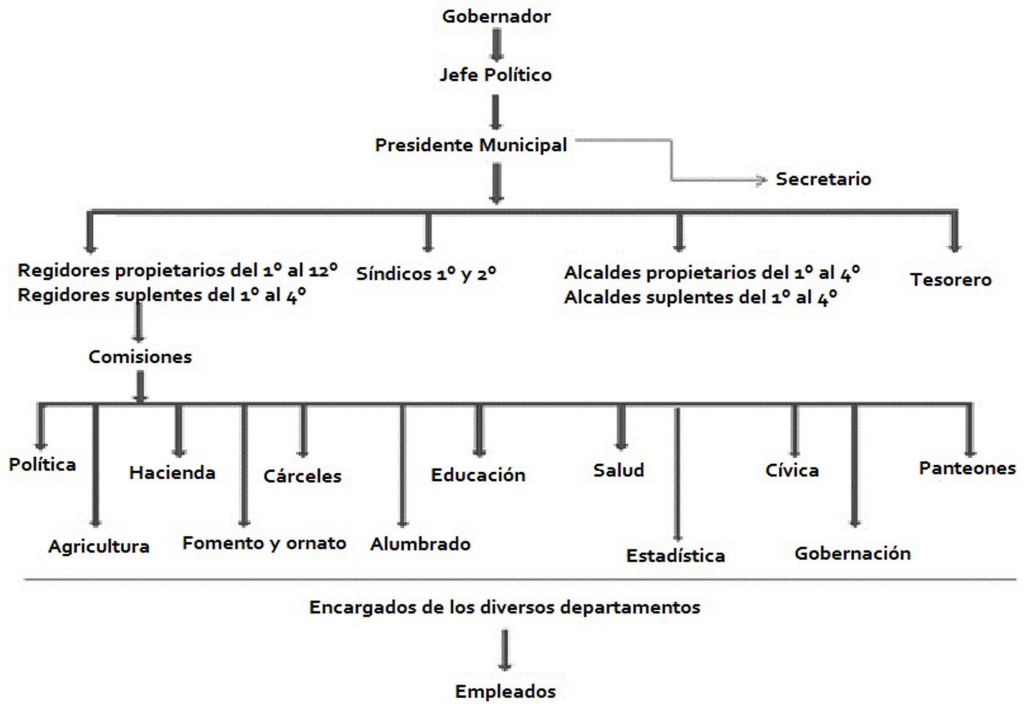 Gobernador
Jefe Político
Presidente Municipal
Secretario
Regidores propietarios del 1º al 12º
Regidores suplentes del 1º al 4º
Síndicos 1º y 2º
Alcaldes propietarios del 1º al 4º
Alcaldes suplentes del 1º al 4º
Tesorero
Comisiones
Política
Hacienda
Cárceles
Educación
Salud
Cívica
Panteones
Agricultura
Fomento y ornato
Alumbrado
Estadística
Gobernación
Encargados de los diversos departamentos
Empleados